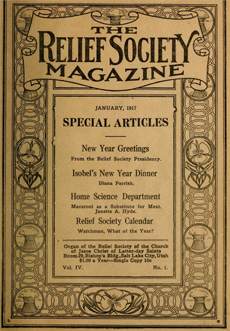 THE
RELIEF SOCIETY
MAGAZINE
JANUARY, 1917
SPECIAL ARTICLES
New Year Greetings
From the Relief Society Presidency.
Isobel's New Year Dinner
Diana Parrish.
Home Science Department
Macaroni as a Substitute for Meat.
Janette A. Hyde.
Relief Society Calendar
Watchman, What of the Year?
Organ of the Relief Society of the Church
of Jesus Christ of Latter-day Saints
Room 29, Bishop's Bldg., Salt Lake City, Utah
$1.00 a Year—Single Copy 10c
Vol. IV. No. 1.